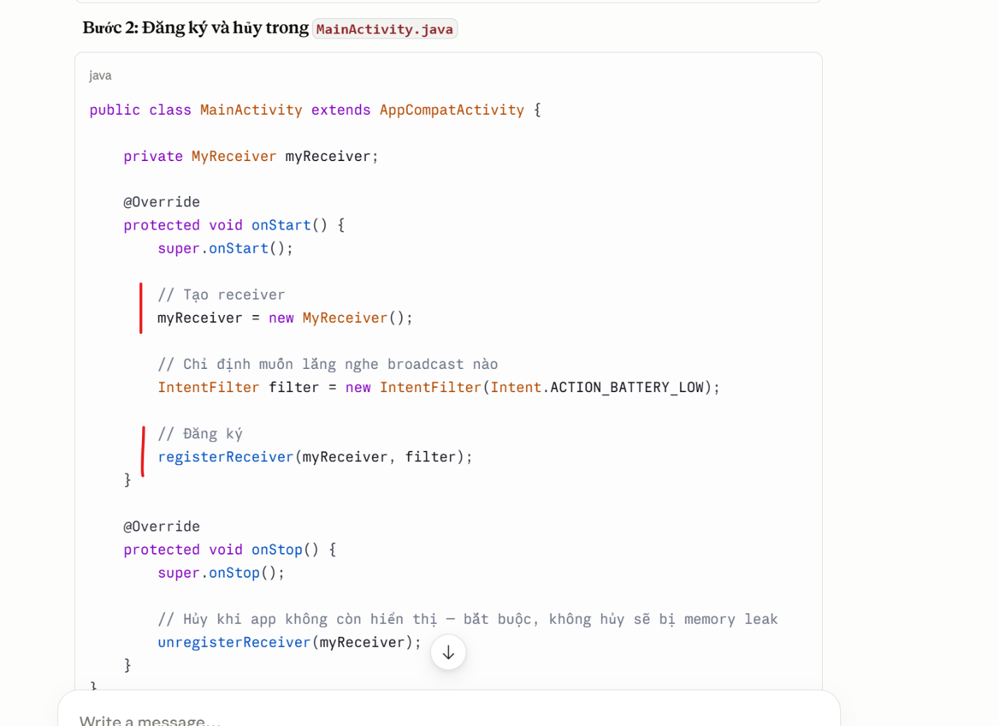 Bước 2: Đăng ký và hủy trong MainActivity.java
java
public class MainActivity extends AppCompatActivity {
private MyReceiver myReceiver;
@Override
protected void onStart() {
super.onStart();
// Tạo receiver
myReceiver = new MyReceiver();
// Chỉ định muốn lắng nghe broadcast nào
IntentFilter filter = new IntentFilter(Intent.ACTION_BATTERY_LOW);
// Đăng ký
registerReceiver(myReceiver, filter);
}
@Override
protected void onStop() {
super.onStop();
// Hủy khi app không còn hiển thị — bắt buộc, không hủy sẽ bị memory leak
unregisterReceiver(myReceiver);
}
}
Write a message...